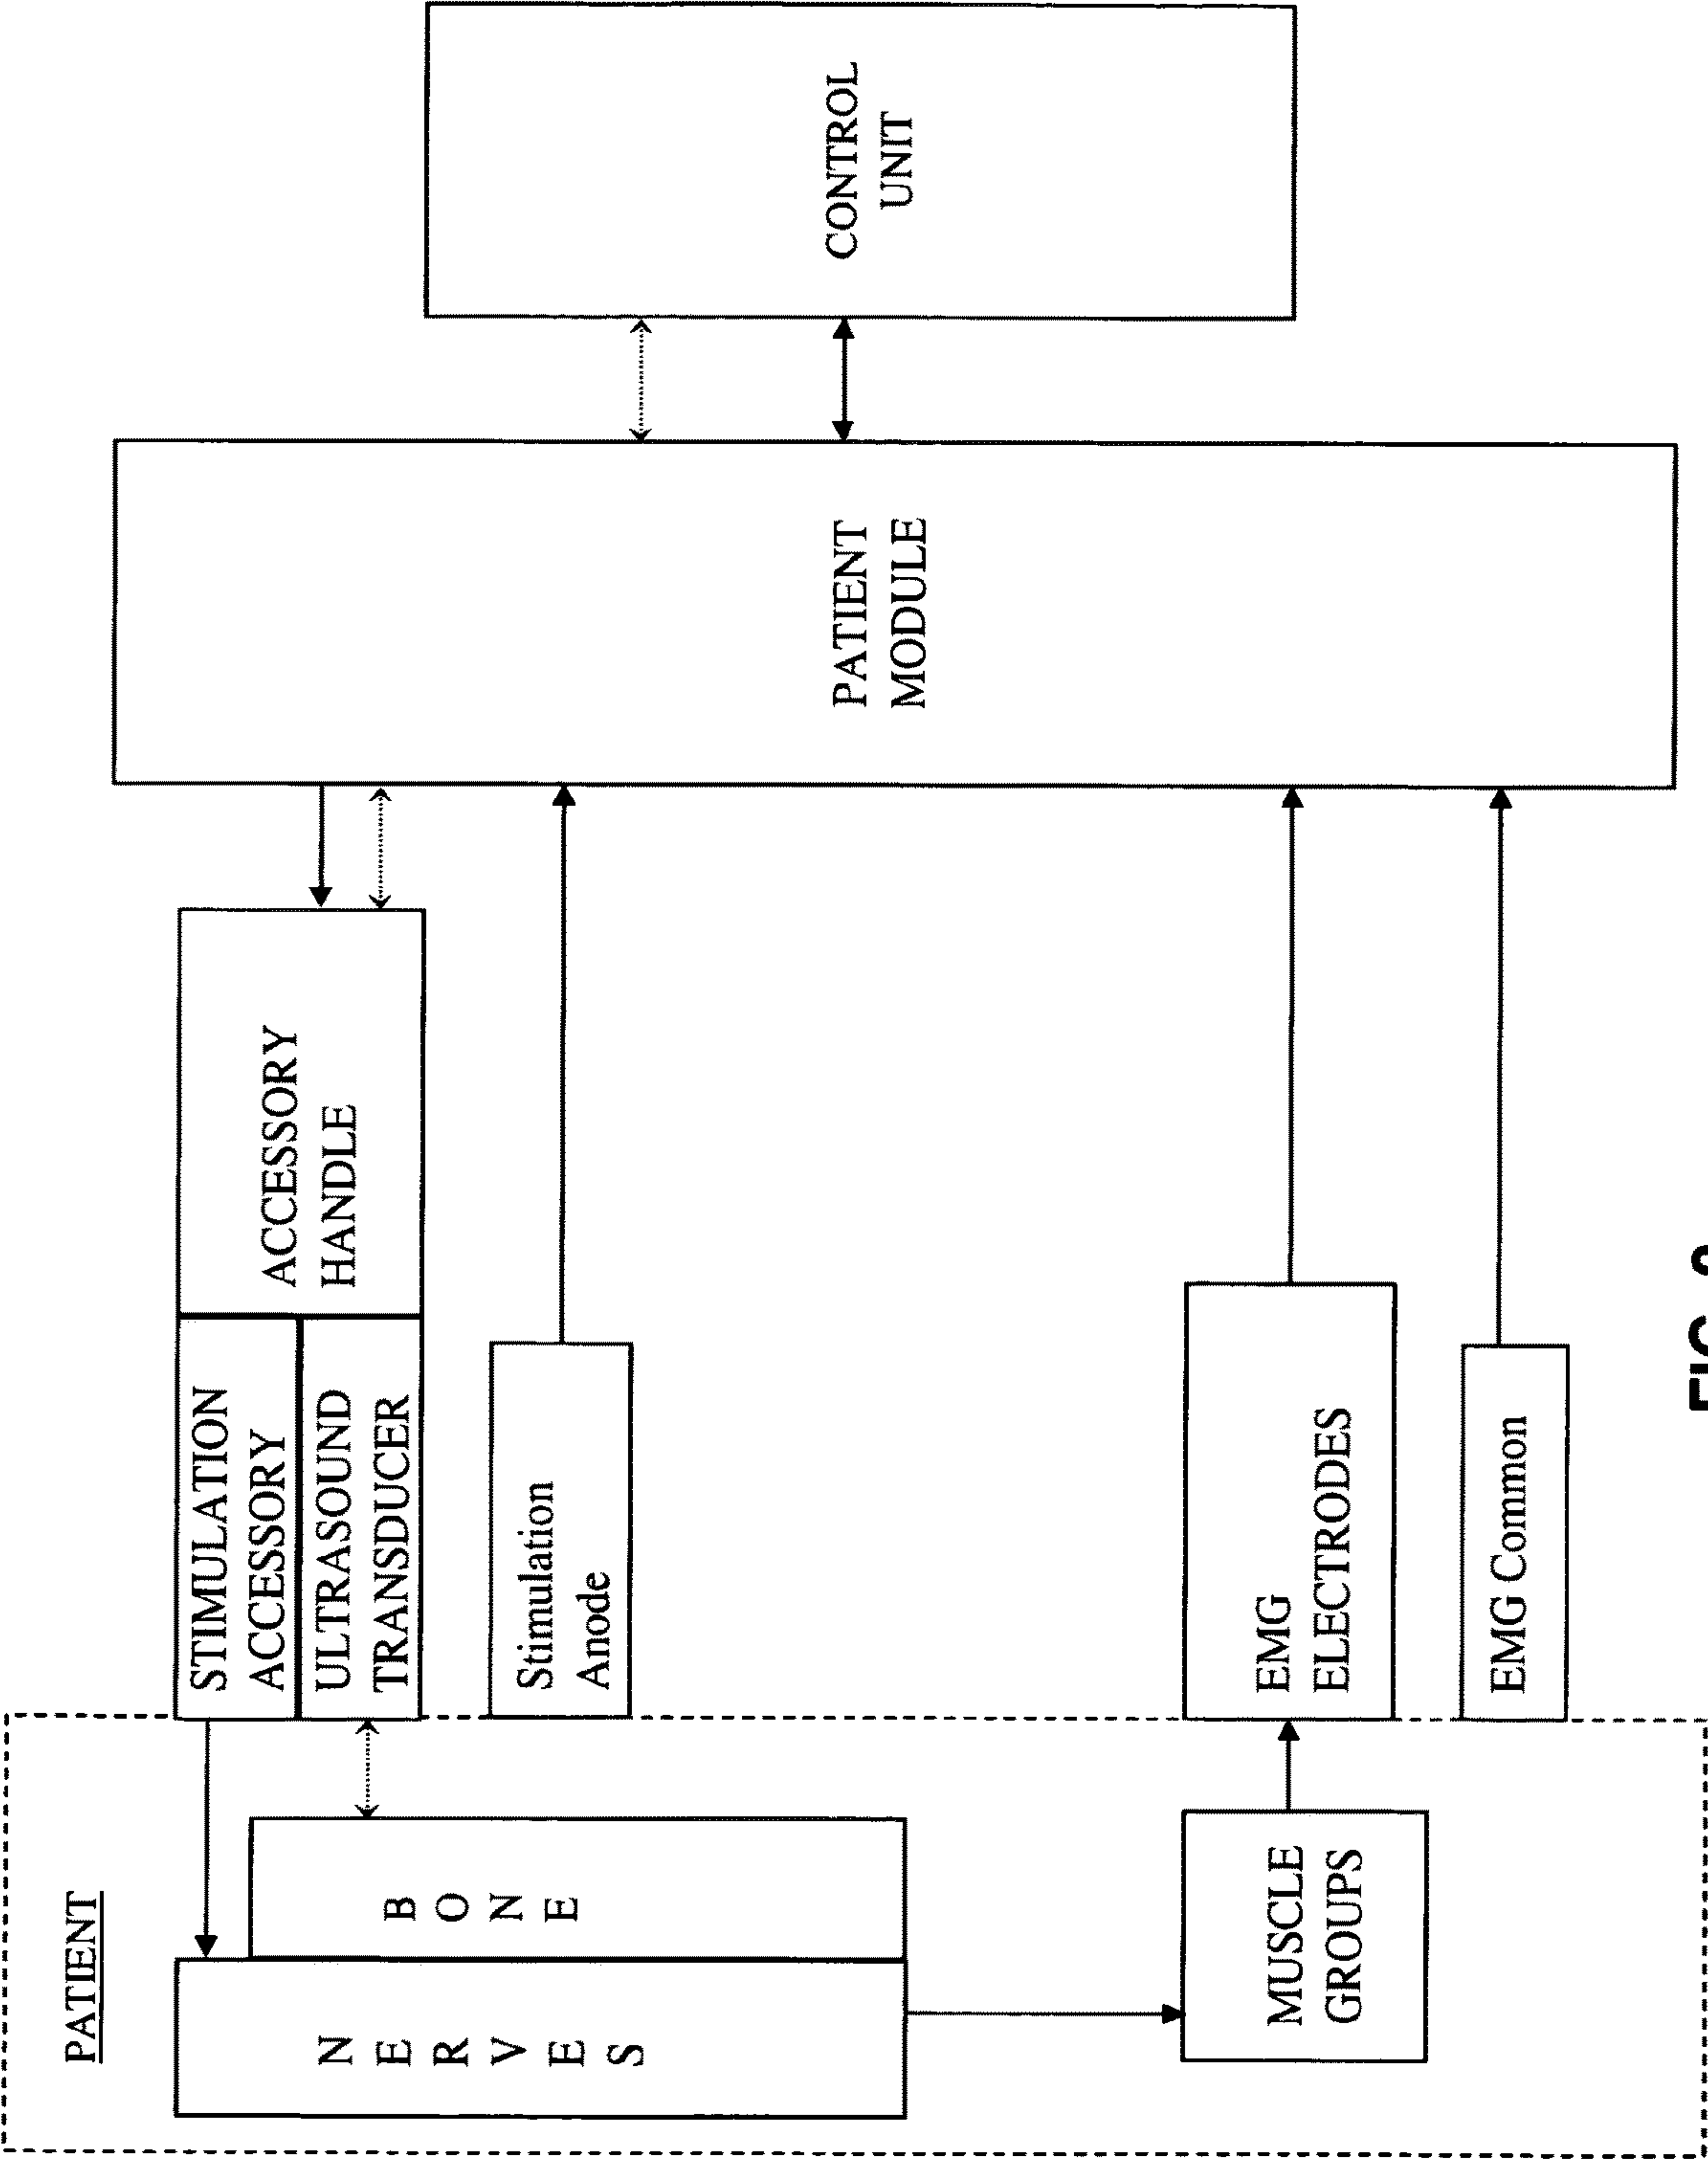 PATIENT
N
E
R
V
E
S
B
O
N
E
STIMULATION
ACCESSORY
ULTRASOUND
TRANSDUCER
ACCESSORY
HANDLE
Stimulation
Anode
PATIENT
MODULE
CONTROL
UNIT
MUSCLE
GROUPS
EMG
ELECTRODES
EMG Common
FIG